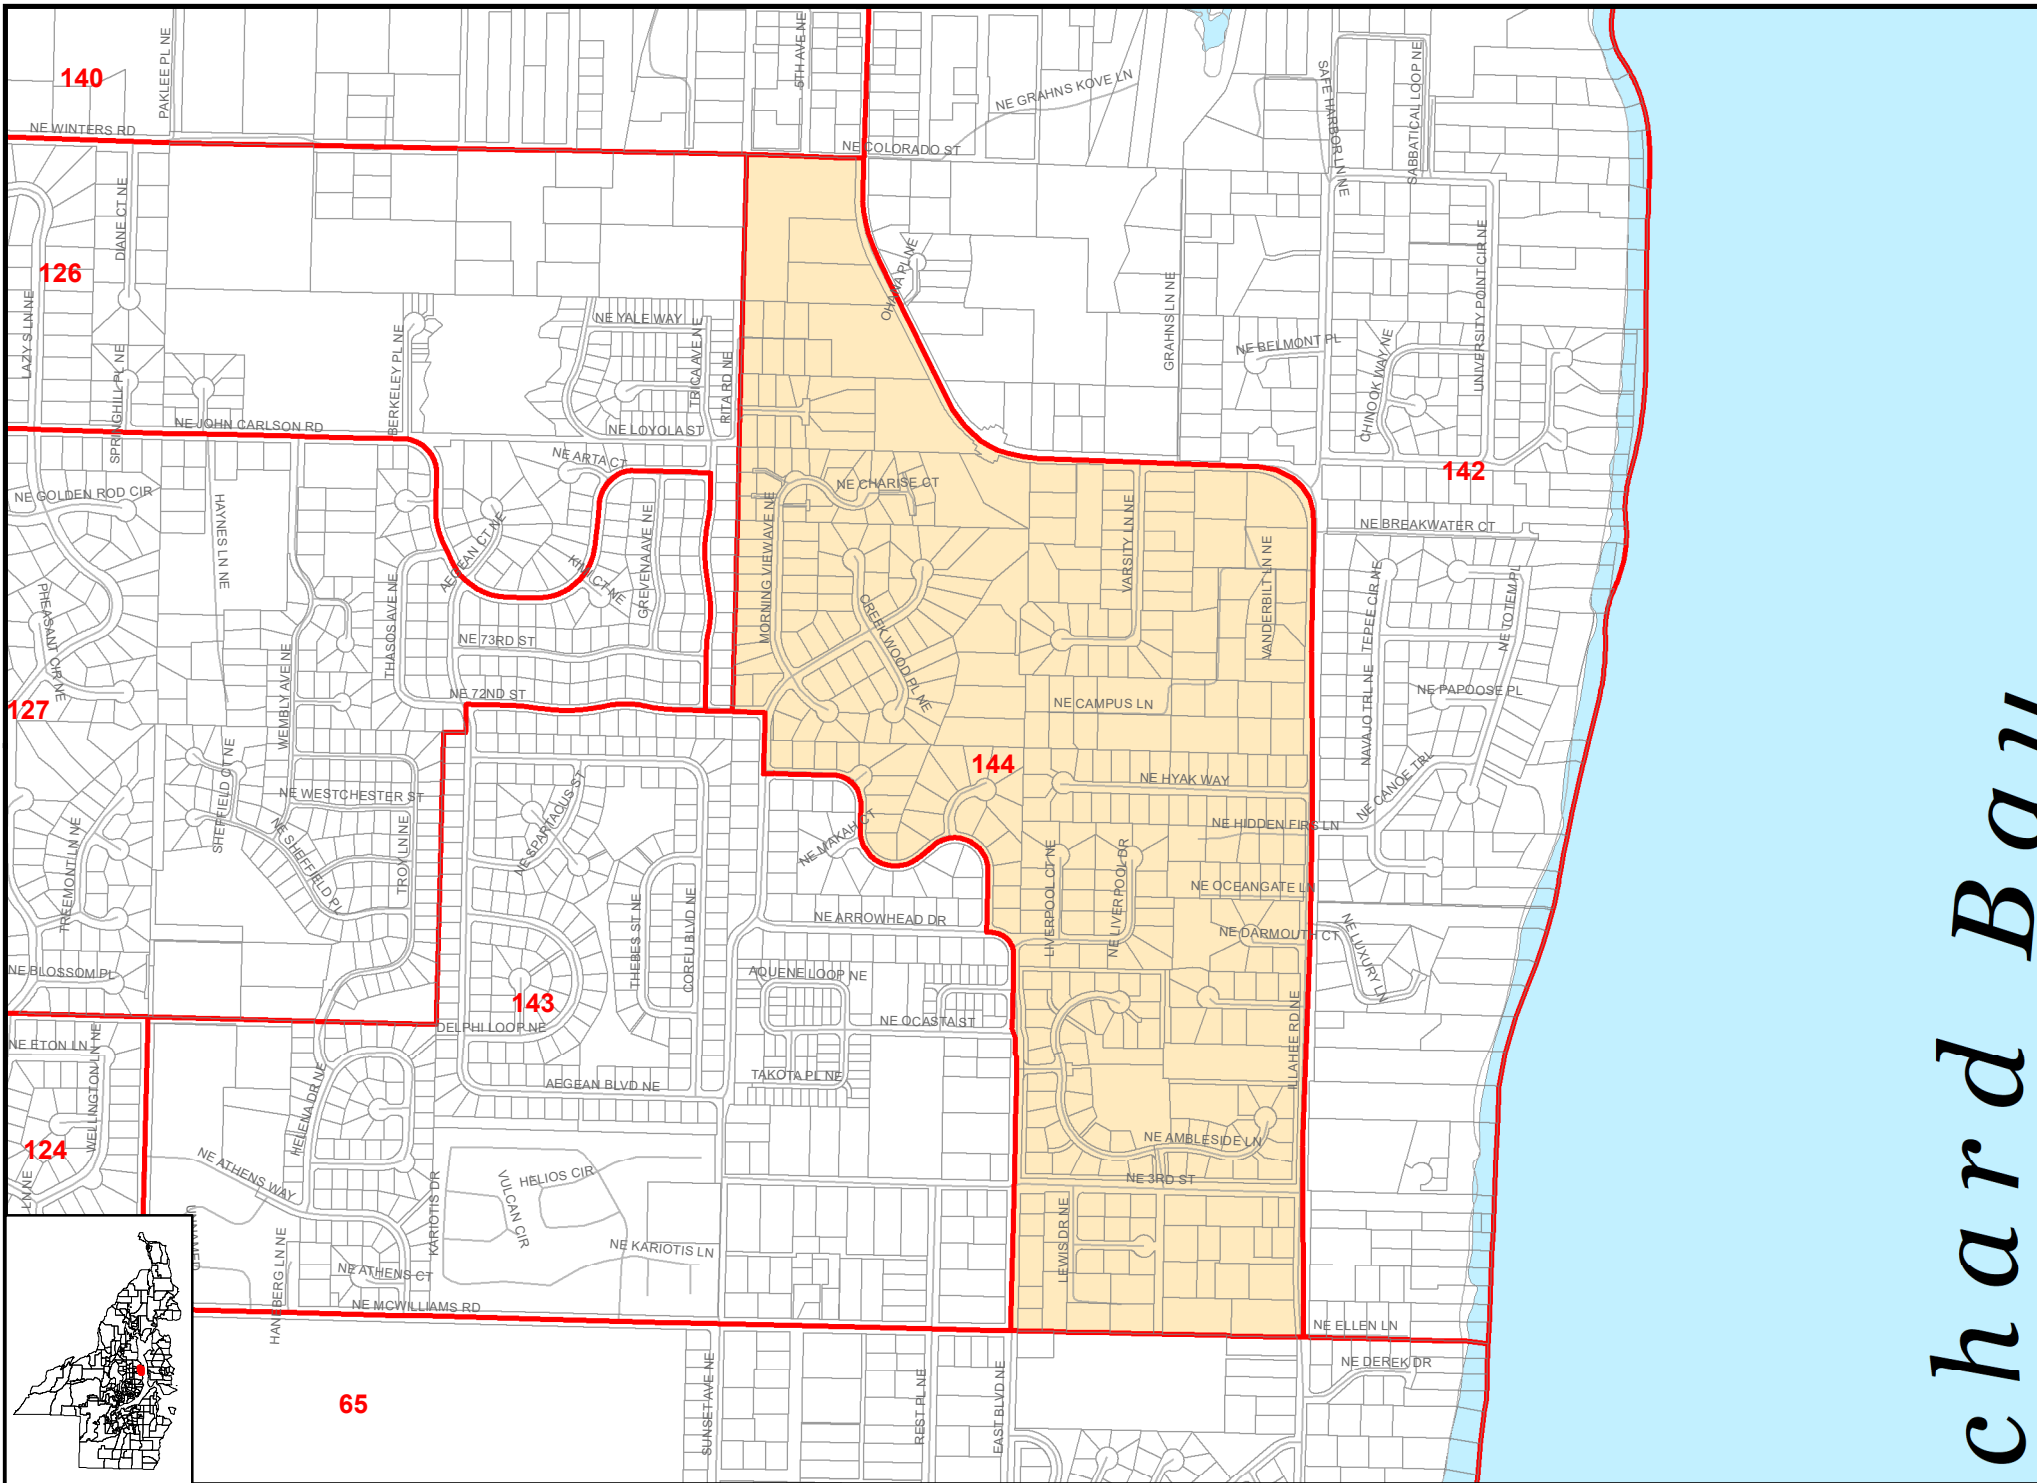 140
PAKLEE PL NE
5TH AVE NE
NE GRAHNS KOVE LN
SAFE HARBOR LN NE
SABBATICAL LOOP NE
NE WINTERS RD
NE COLORADO ST
DIANE CT NE
126
LAZY S LN NE
OHANA PL NE
GRAHNS LN NE
UNIVERSITY POINT CIR NE
NE YALE WAY
TRICA AVE NE
RITA RD NE
BERKELEY PL NE
SPRINGHILL PL NE
NE BELMONT PL
CHINOOK WAY NE
NE JOHN CARLSON RD
NE LOYOLA ST
NE ARTA CT
142
NE GOLDEN ROD CIR
HAYNES LN NE
NE CHARISE CT
NE BREAKWATER CT
AEGEAN CT NE
KINI CT NE
GREVENA AVE NE
MORNING VIEW AVE NE
VARSITY LN NE
VANDERBILT LN NE
TEPEE CIR NE
NE TOTEM PL
PHEASANT CIR NE
THASOS AVE NE
NE 73RD ST
CREEK WOOD PL NE
WEMBLY AVE NE
NE 72ND ST
NE CAMPUS LN
NAVAJO TRL NE
NE PAPOOSE PL
127
144
NE HYAK WAY
SHEFFIELD CT NE
NE WESTCHESTER ST
NE SPARTACUS ST
NE CANOE TRL
NE MAKAH CT
NE HIDDEN FIRS LN
NE SHEFFIELD PL
TROY LN NE
TREEMONT LN NE
LIVERPOOL CT NE
NE LIVERPOOL DR
NE OCEANGATE LN
THEBES ST NE
CORFU BLVD NE
NE ARROWHEAD DR
NE DARMOUTH CT
NE LUXURY LN
NE BLOSSOM PL
AQUENE LOOP NE
143
DELPHI LOOP NE
NE OCASTA ST
ILLAHEE RD NE
NE ETON LN
WELLINGTON LN NE
HELENA DR NE
AEGEAN BLVD NE
TAKOTA PL NE
124
NE AMBLESIDE LN
NE ATHENS WAY
HELIOS CIR
VULCAN CIR
NE 3RD ST
LN NE
KARIOTIS DR
NE KARIOTIS LN
LEWIS DR NE
HANEBERG LN NE
NE ATHENS CT
NE MCWILLIAMS RD
NE ELLEN LN
NE DEREK DR
65
SUNSET AVE NE
REST PL NE
EAST BLVD NE
chard Bay